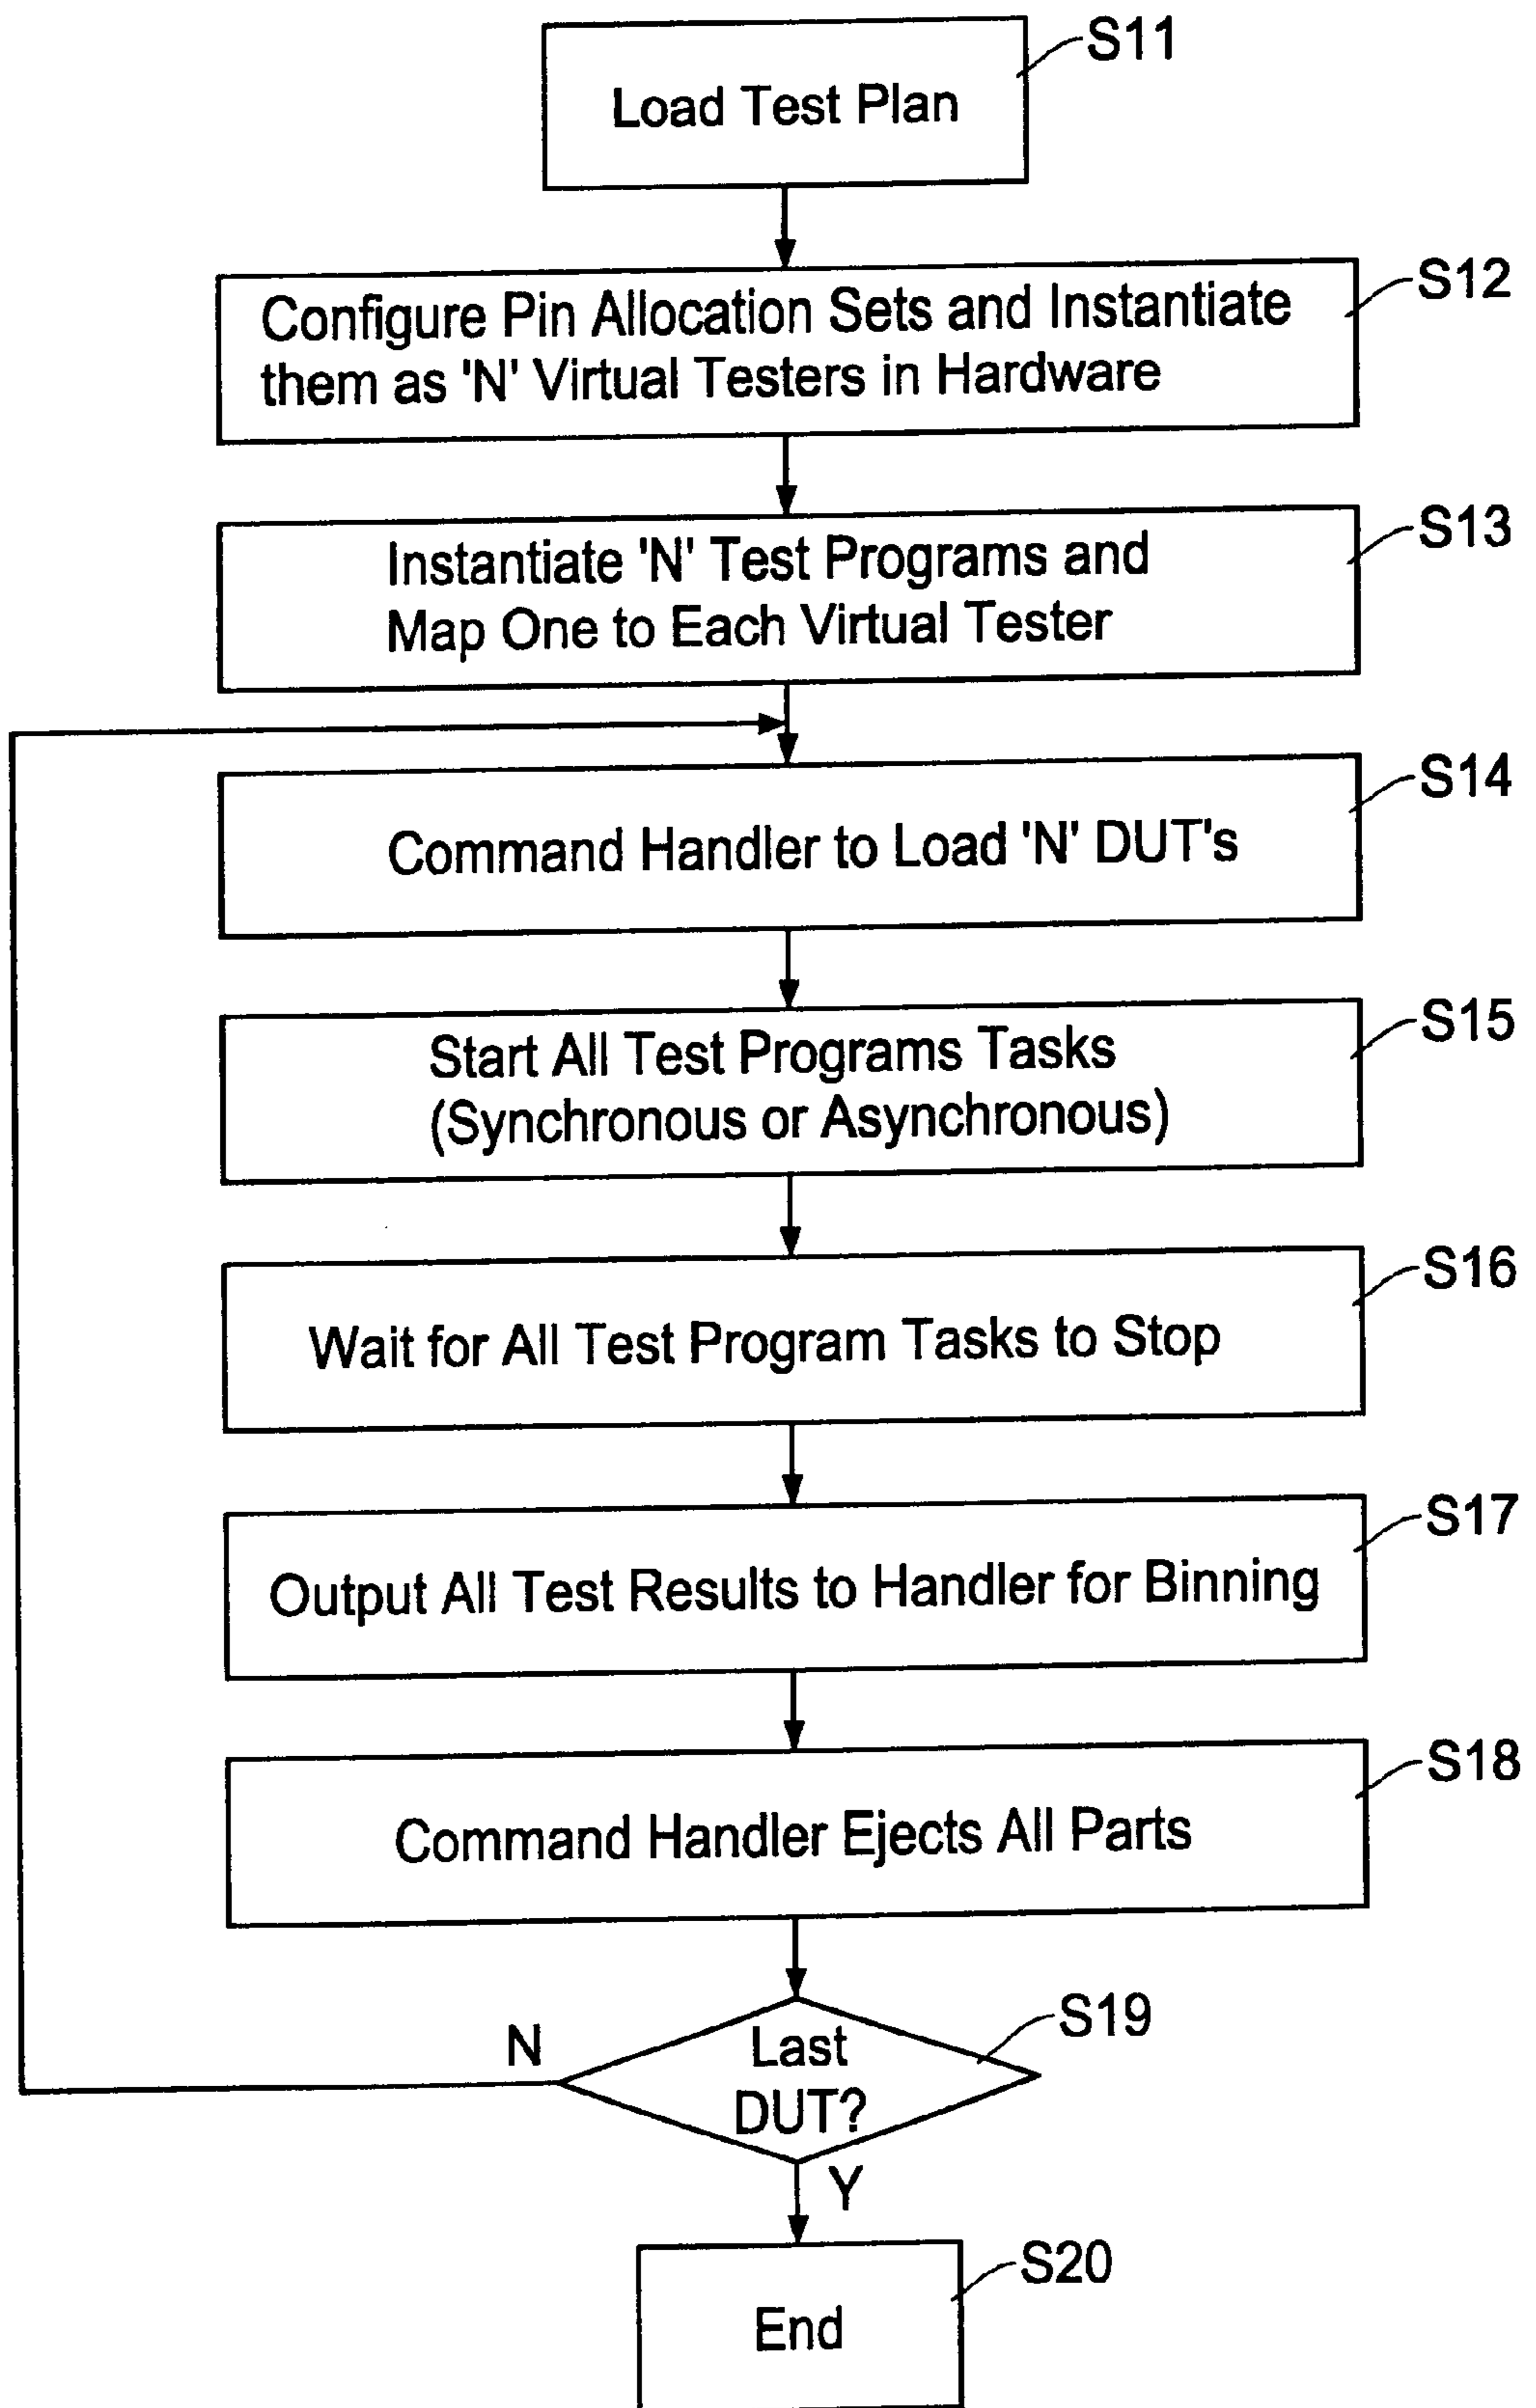 S11
Load Test Plan
S12
Configure Pin Allocation Sets and Instantiate
them as 'N' Virtual Testers in Hardware
S13
Instantiate 'N' Test Programs and
Map One to Each Virtual Tester
S14
Command Handler to Load 'N' DUT's
S15
Start All Test Programs Tasks
(Synchronous or Asynchronous)
S16
Wait for All Test Program Tasks to Stop
S17
Output All Test Results to Handler for Binning
S18
Command Handler Ejects All Parts
S19
N
Last
DUT?
Y
S20
End